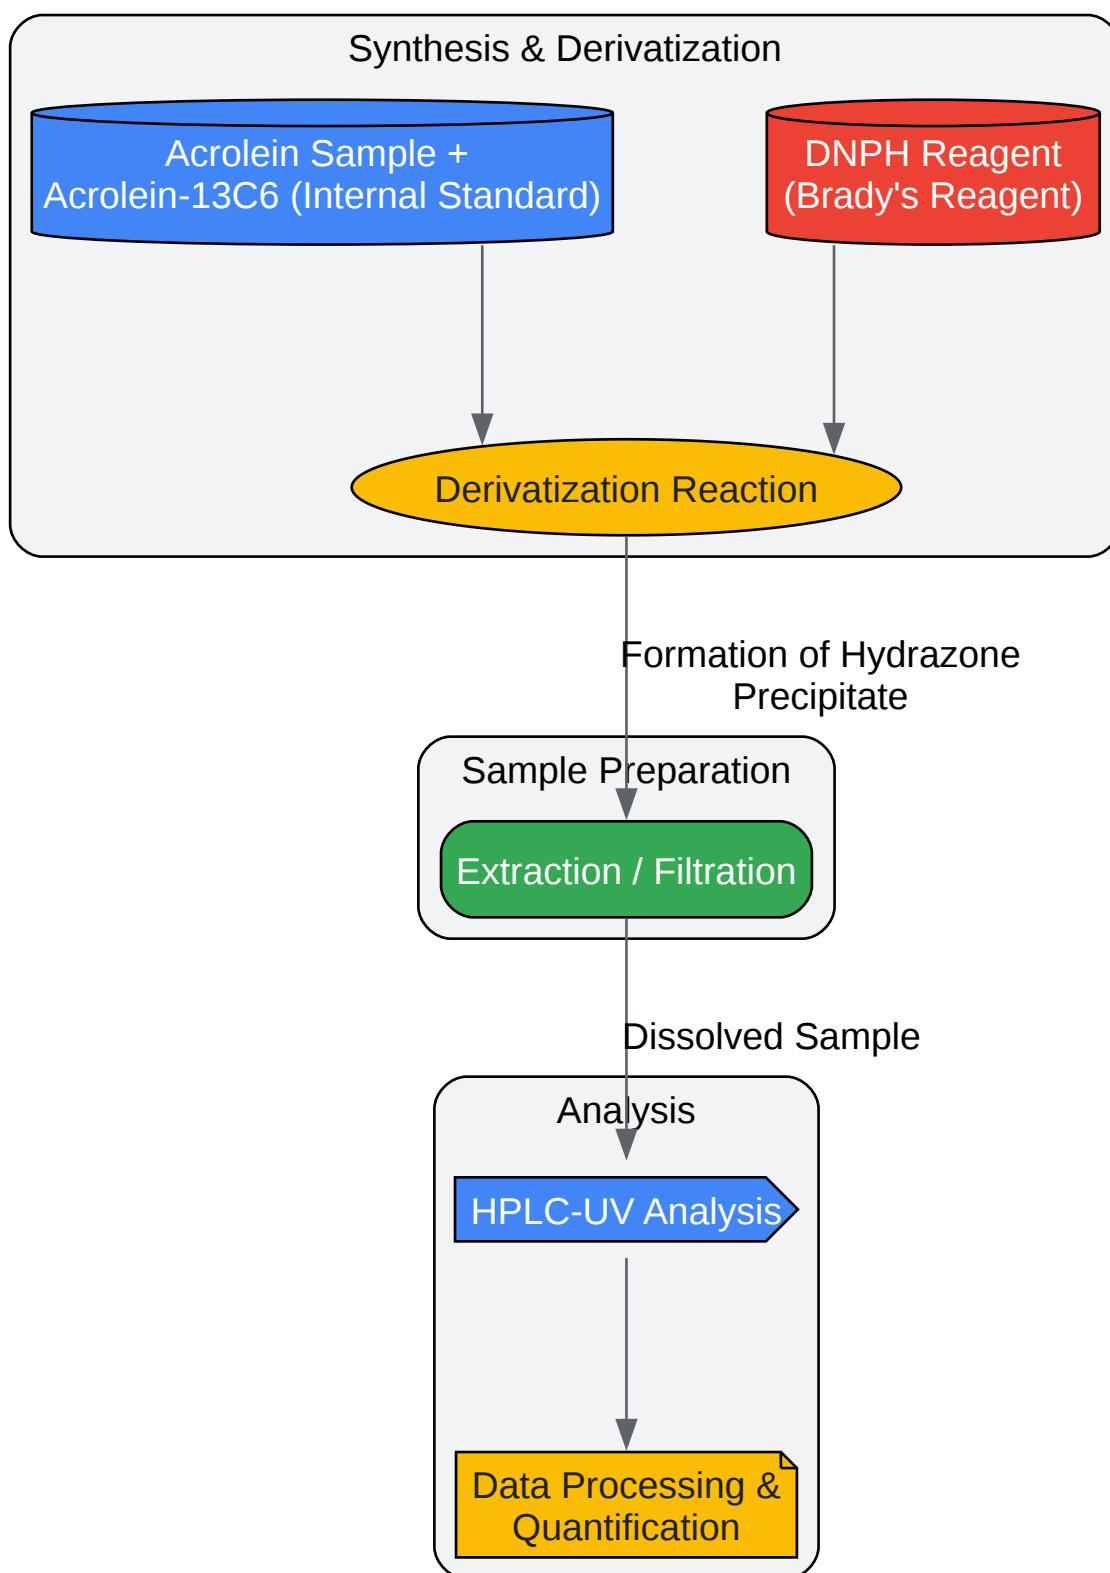 Synthesis & Derivatization
Acrolein Sample +
Acrolein-13C6 (Internal Standard)
DNPH Reagent
(Brady's Reagent)
Derivatization Reaction
Formation of Hydrazone
Precipitate
Sample Preparation
Extraction / Filtration
Dissolved Sample
Analysis
HPLC-UV Analysis
Data Processing &
Quantification